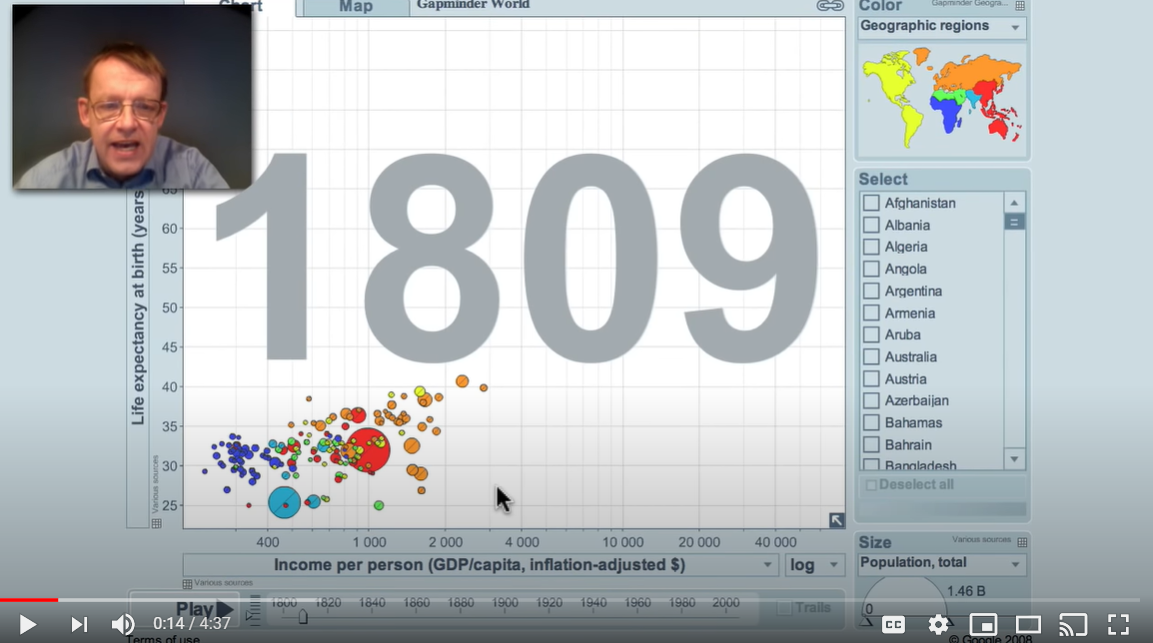 Chart
Map
Gapminder World
1809
65
60
55
50
45
40
35
30
25
Life expectancy at birth (years
Various sources
400
1 000
2 000
4 000
10 000
20 000
40 000
Income per person (GDP/capita, inflation-adjusted $)
log
Various sources
Play
1800 1820 1840 1860 1880 1900 1920 1940 1960 1980 2000
Trails
Color
Gapminder Geogra...
Geographic regions
Select
Afghanistan
Albania
Algeria
Angola
Argentina
Armenia
Aruba
Australia
Austria
Azerbaijan
Bahamas
Bahrain
Bangladesh
Deselect all
Size
Various sources
Population, total
1.46 B
0
0:14 / 4:37
CC
Terms of use
© Google 2008